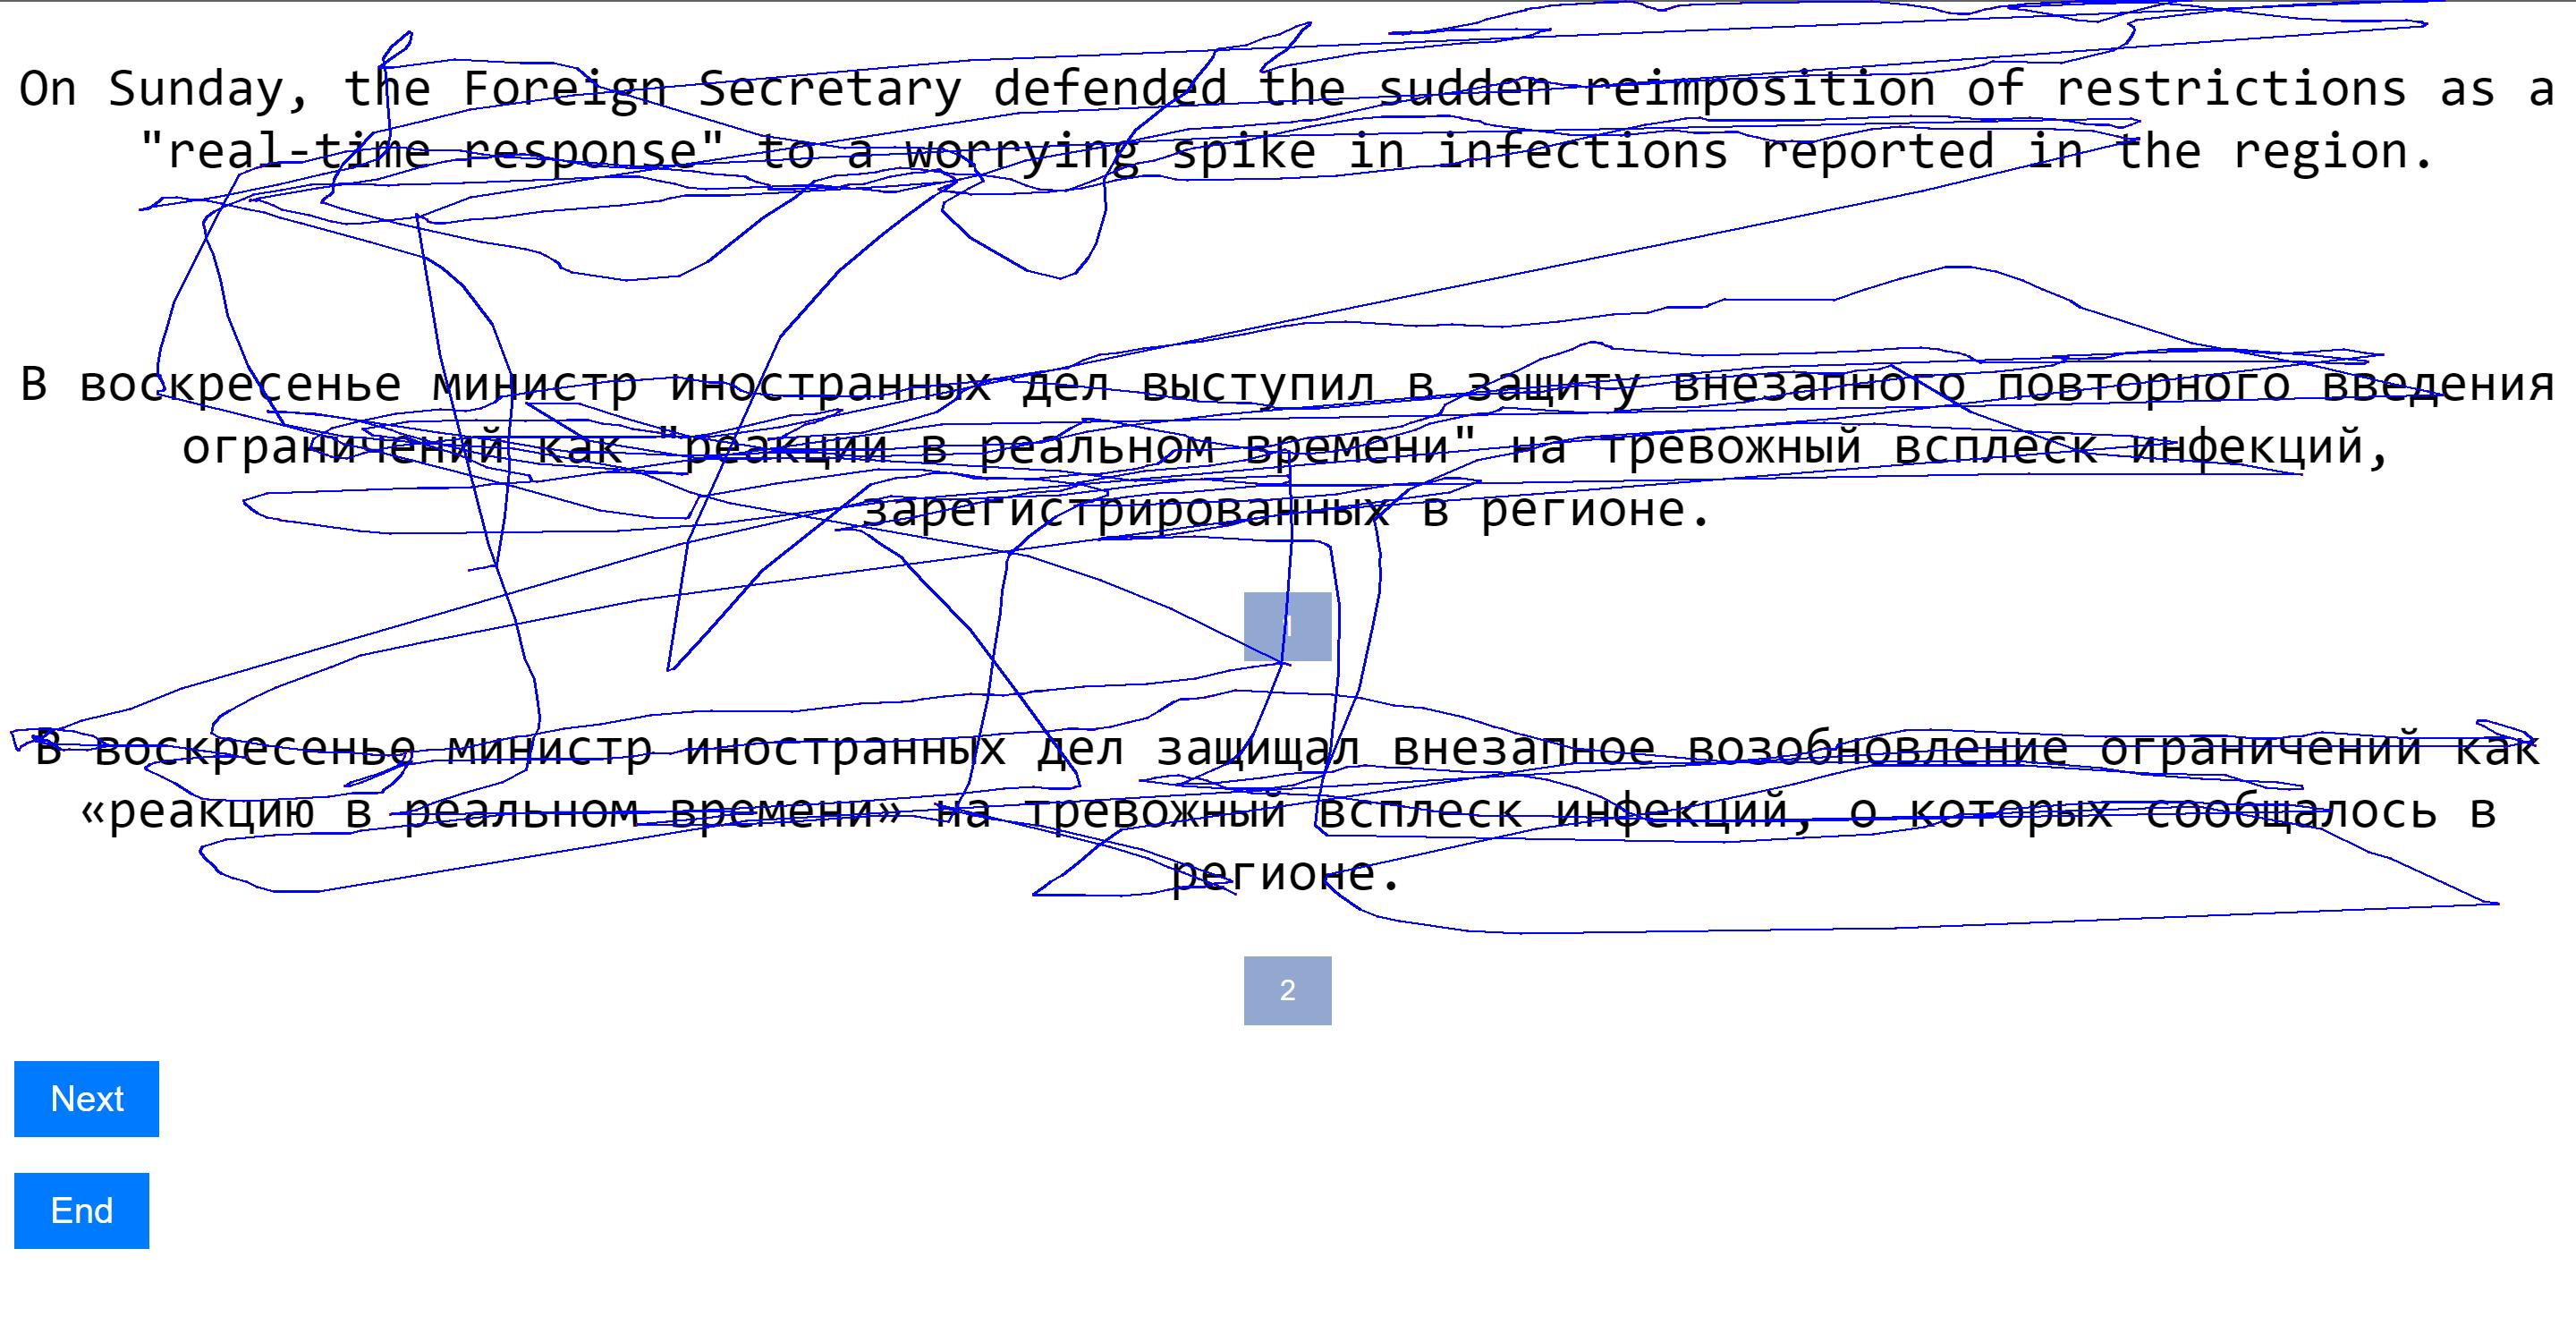 On Sunday, the Foreign Secretary defended the sudden reimposition of restrictions as a
"real-time response" to a worrying spike in infections reported in the region.
В воскресенье министр иностранных дел выступил в защиту внезапного повторного введения
ограничений как "реакции в реальном времени" на тревожный всплеск инфекций,
зарегистрированных в регионе.
1
В воскресенье министр иностранных дел защищал внезапное возобновление ограничений как
«реакцию в реальном времени» на тревожный всплеск инфекций, о которых сообщалось в
регионе.
2
Next
End